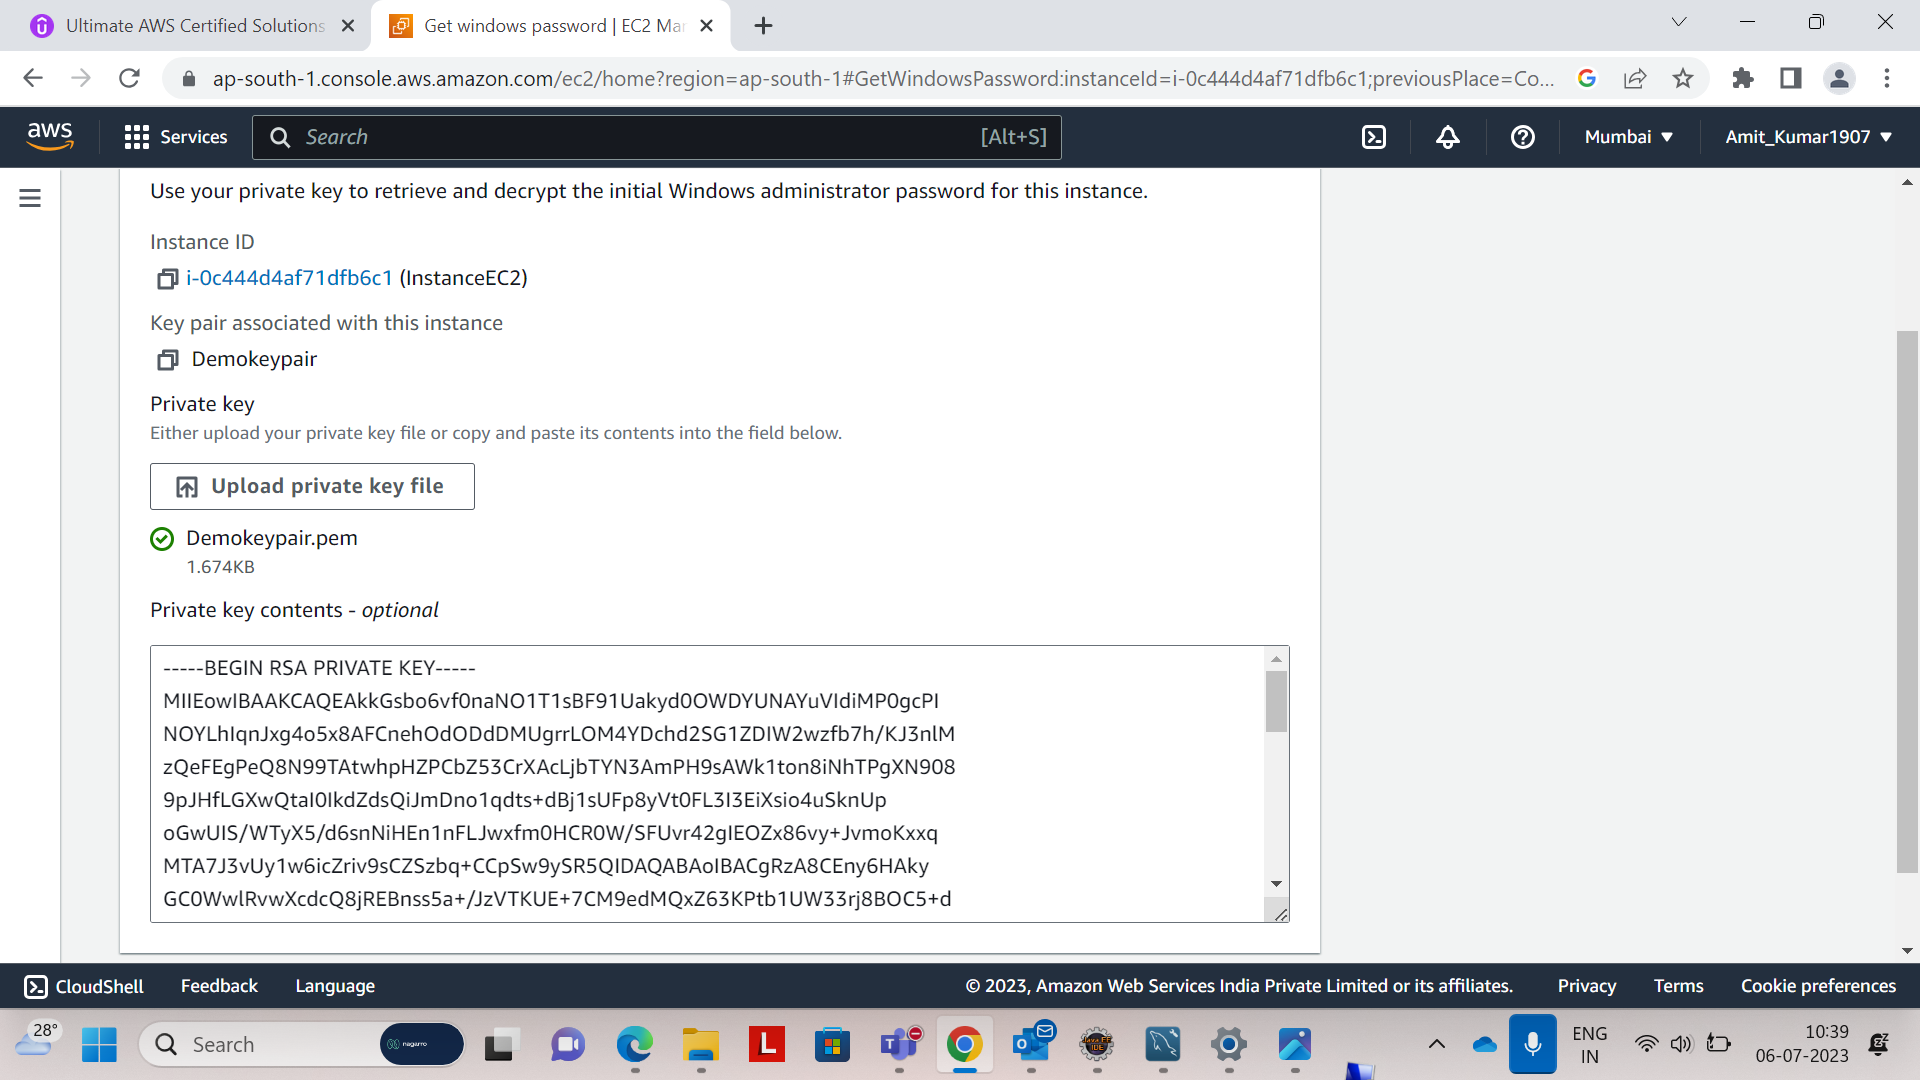 Ultimate AWS Certified Solutions
Get windows password | EC2 Mar
ap-south-1.console.aws.amazon.com/ec2/home?region=ap-south-1#GetWindowsPassword:instanceId=i-0c444d4af71dfb6c1;previousPlace=Co...
aws
Services
Search
[Alt+S]
Mumbai
Amit_Kumar1907
Use your private key to retrieve and decrypt the initial Windows administrator password for this instance.
Instance ID
i-0c444d4af71dfb6c1 (InstanceEC2)
Key pair associated with this instance
Demokeypair
Private key
Either upload your private key file or copy and paste its contents into the field below.
Upload private key file
Demokeypair.pem
1.674KB
Private key contents - optional
-----BEGIN RSA PRIVATE KEY-----
MIIEowIBAAKCAQEAkkGsbo6vf0naNO1T1sBF91Uakyd0OWDYUNAYuVIdiMP0gcPI
NOYLhIqnJxg4o5x8AFCnehOdODdDMUgrrLOM4YDchd2SG1ZDIW2wzfb7h/KJ3nlM
zQeFEgPeQ8N99TAtwhpHZPCbZ53CrXAcLjbTYN3AmPH9sAWk1ton8iNhTPgXN908
9pJHfLGXwQtaI0IkdZdsQiJmDno1qdts+dBj1sUFp8yVt0FL3I3EiXsio4uSknUp
oGwUIS/WTyX5/d6snNiHEn1nFLJwxfm0HCR0W/SFUvr42gIEOZx86vy+JvmoKxxq
MTA7J3vUy1w6icZriv9sCZSzbq+CCpSw9ySR5QIDAQABAoIBACgRzA8CEny6HAky
GC0WwlRvwXcdcQ8jREBnss5a+/JzVTKUE+7CM9edMQxZ63KPtb1UW33rj8BOC5+d
CloudShell
Feedback
Language
© 2023, Amazon Web Services India Private Limited or its affiliates.
Privacy
Terms
Cookie preferences
28°
Search
nagarro
ENG
IN
10:39
06-07-2023